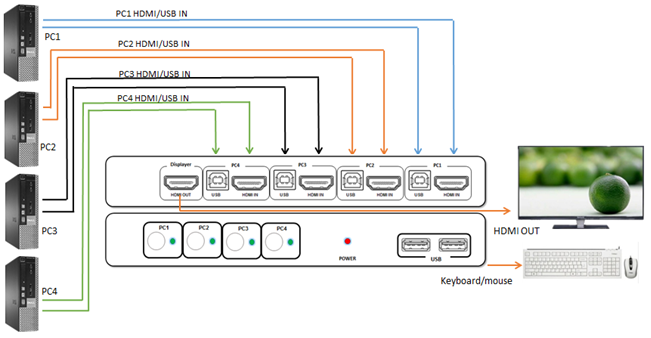 PC1 HDMI/USB IN
PC1
PC2 HDMI/USB IN
PC3 HDMI/USB IN
PC4 HDMI/USB IN
PC2
Displayer PC4 PC3 PC2 PC1
HDMI OUT USB HDMI IN USB HDMI IN USB HDMI IN USB HDMI IN
PC3
HDMI OUT
PC1 PC2 PC3 PC4
POWER USB
PC4
Keyboard/mouse